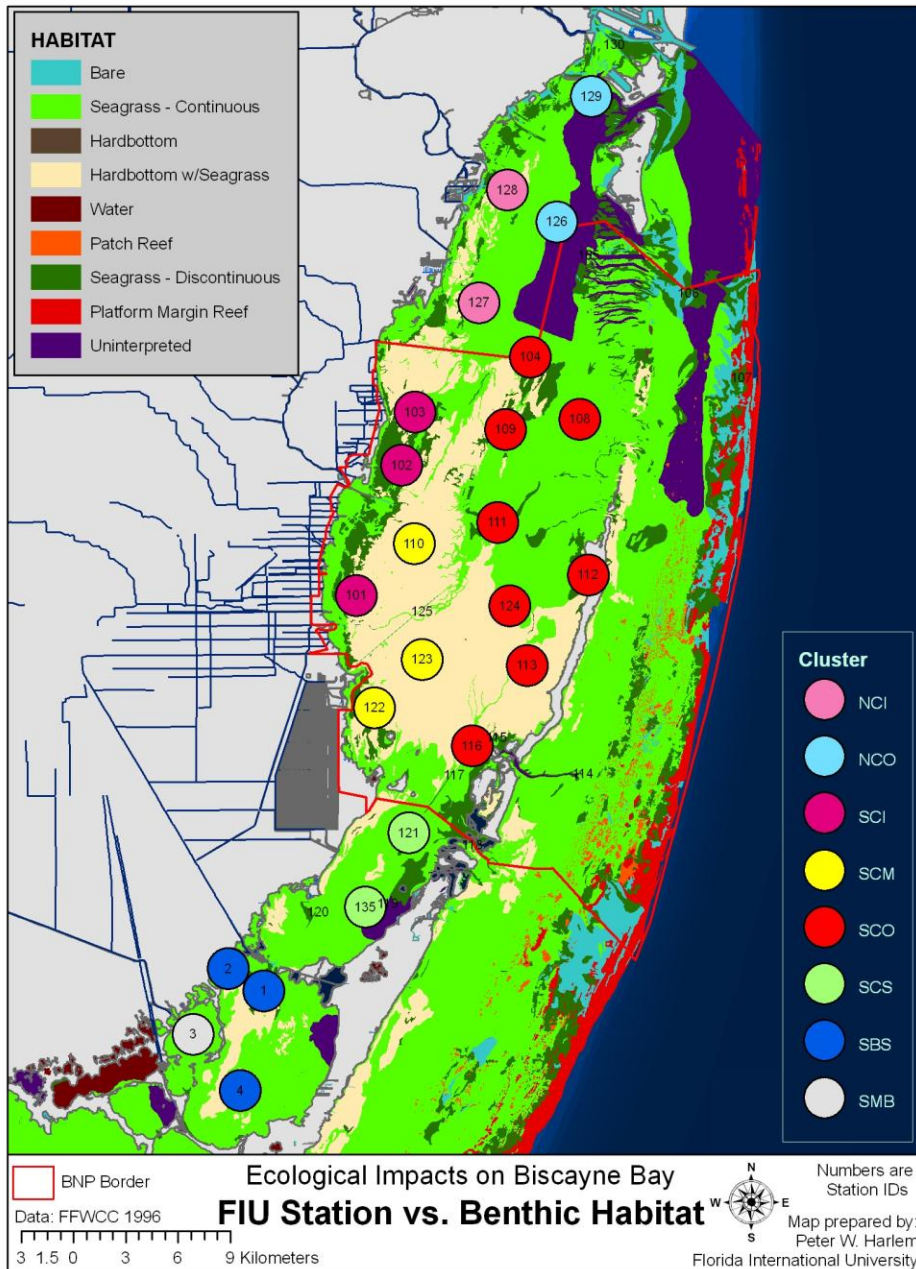 HABITAT
Bare
Seagrass - Continuous
Hardbottom
Hardbottom w/Seagrass
Water
Patch Reef
Seagrass - Discontinuous
Platform Margin Reef
Uninterpreted
130
129
128
126
127
106
104
107
103
109
108
102
111
110
112
101
125
124
123
113
122
116
117
114
121
120
135
2
1
3
4
Cluster
NCI
NCO
SCI
SCM
SCO
SCS
SBS
SMB
BNP Border
Data: FFWCC 1996
3 1.5 0 3 6 9 Kilometers
Ecological Impacts on Biscayne Bay
FIU Station vs. Benthic Habitat
N
W E
S
Numbers are
Station IDs
Map prepared by:
Peter W. Harlem
Florida International University